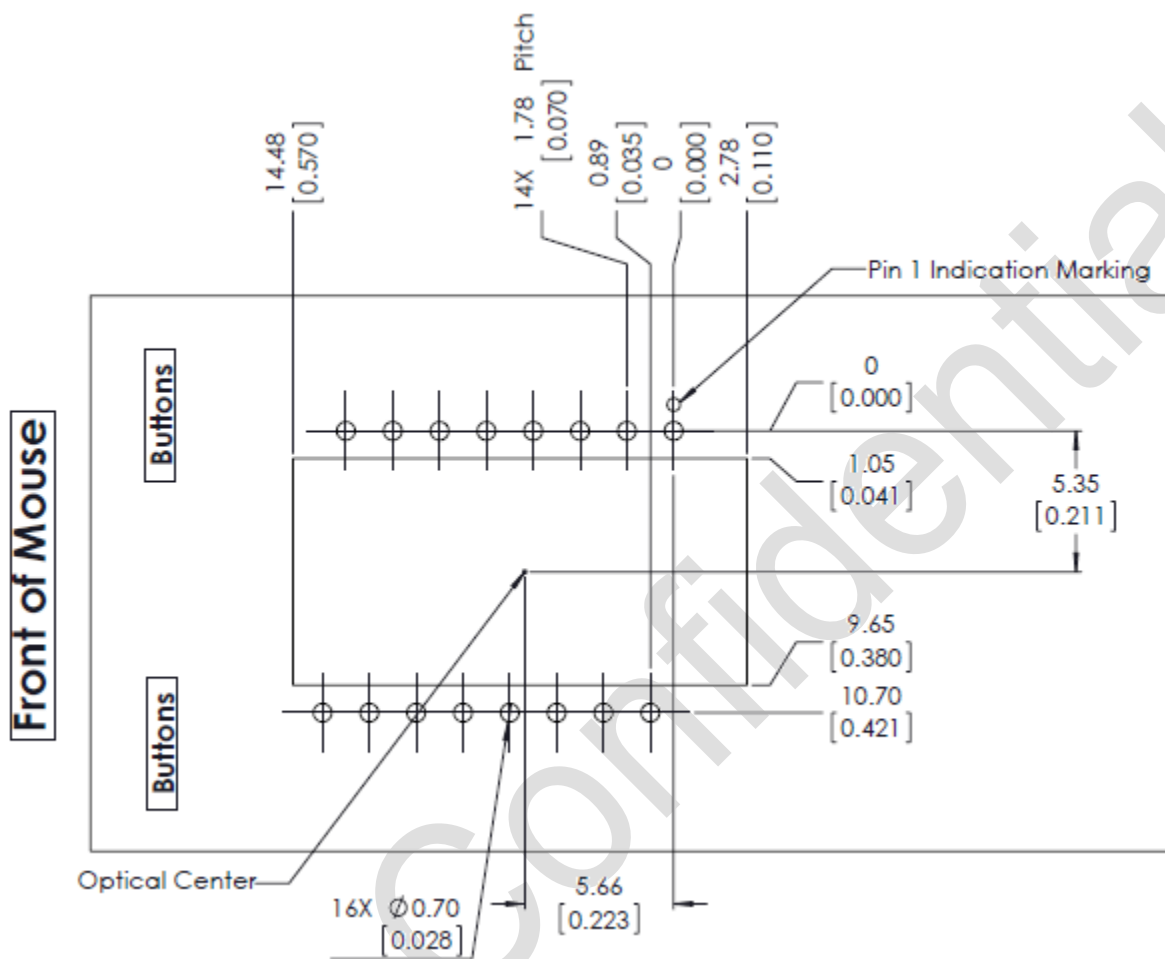 14.48
[0.570]
14X 1.78 Pitch
[0.070]
0.89
[0.035]
0
[0.000]
2.78
[0.110]
Pin 1 Indication Marking
Front of Mouse
Buttons
Buttons
0
[0.000]
1.05
[0.041]
5.35
[0.211]
9.65
[0.380]
10.70
[0.421]
Optical Center
16X Ø0.70
[0.028]
5.66
[0.223]
Confidential